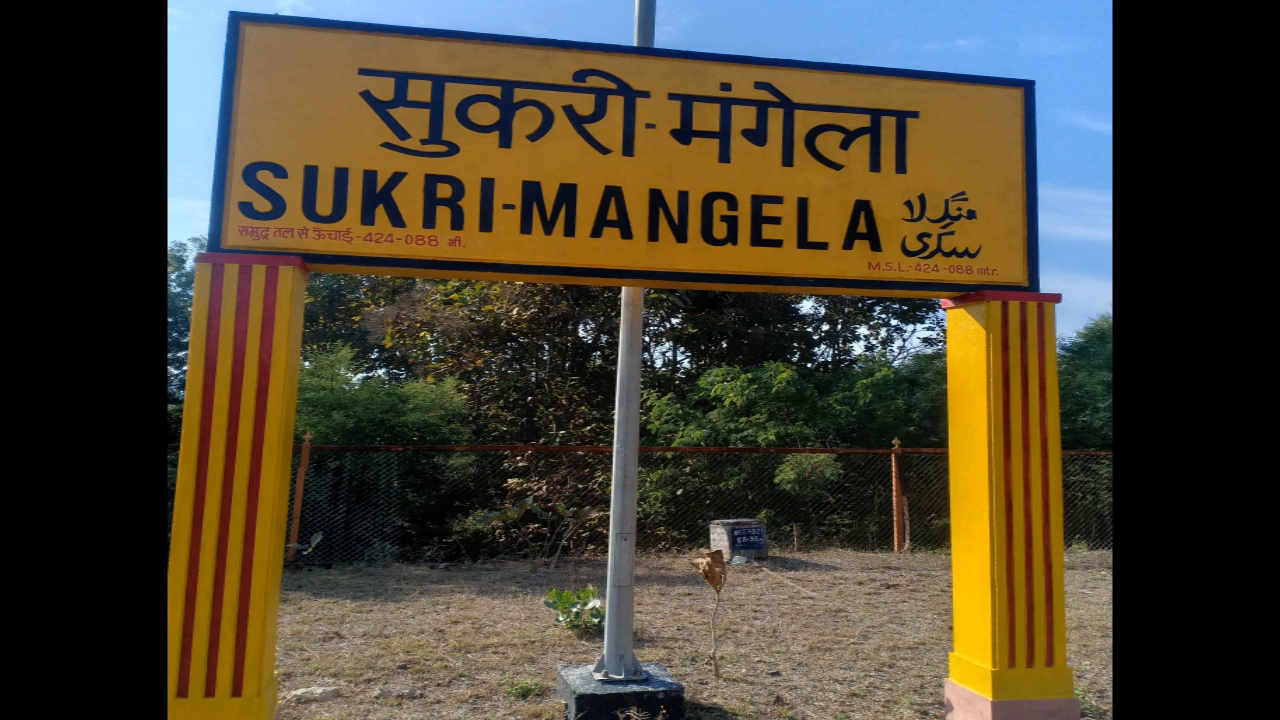 सुकरी-मंगेला
SUKRI-MANGELA
منگلا
سکری
समुद्र तल से ऊँचाई-424-088 मी.
M.S.L.-424-088 mtr.